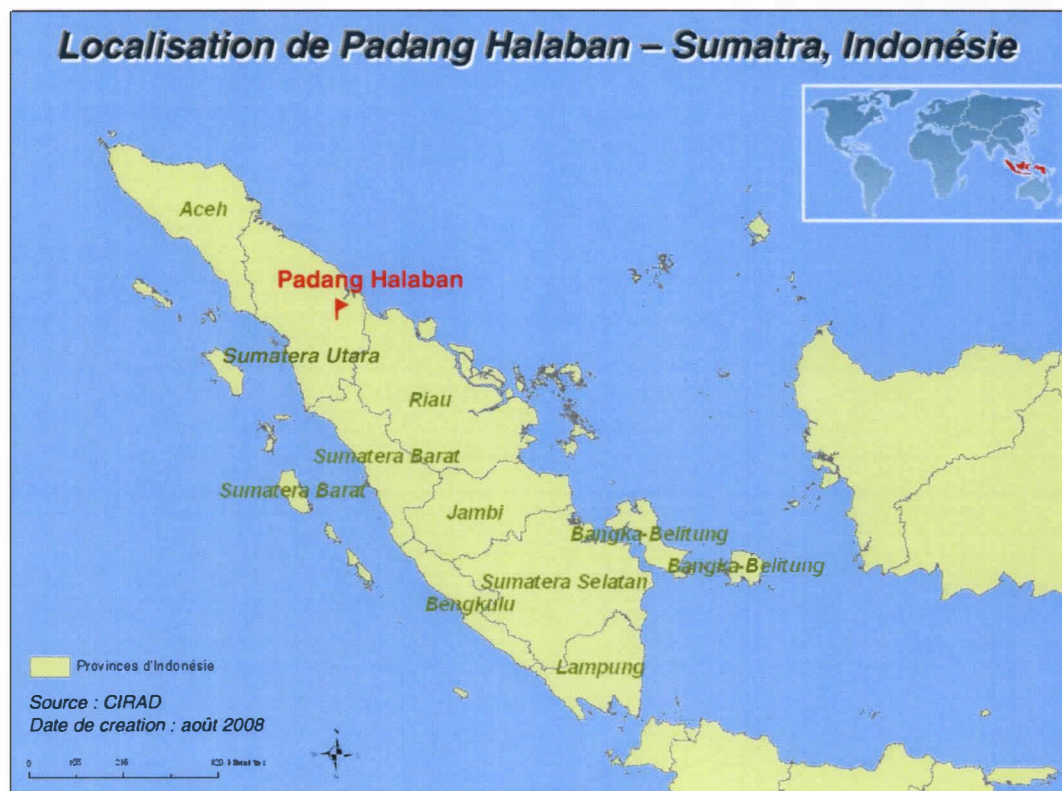 Localisation de Padang Halaban – Sumatra, Indonésie
Aceh
Padang Halaban
Sumatera Utara
Riau
Sumatera Barat
Sumatera Barat
Jambi
Bangka-Belitung
Bangka-Belitung
Sumatera Selatan
Bengkulu
Lampung
Provinces d'Indonésie
Source : CIRAD
Date de creation : août 2008
0